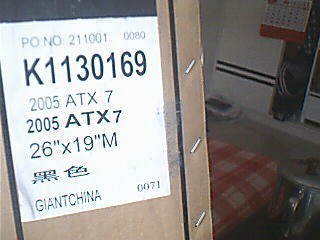 PO NO: 211001 0080
K1130169
2005 ATX 7
2005 ATX7
26"x19"M
黑色
GIANTCHINA 0071